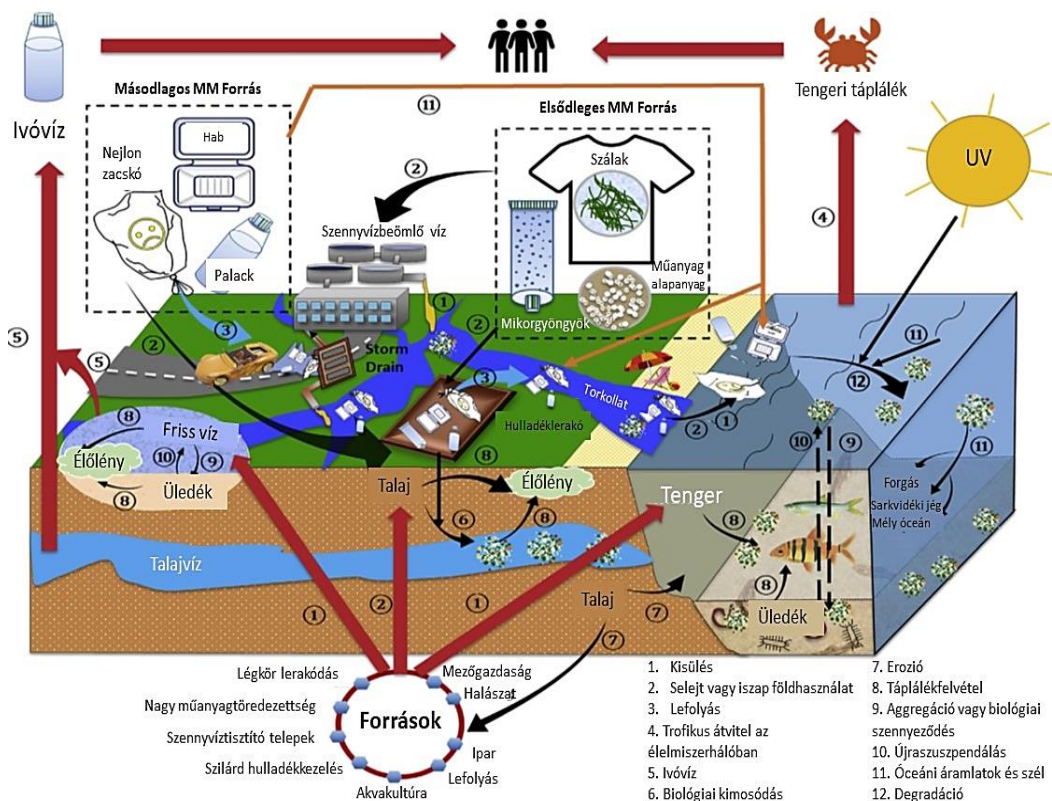 Ivóvíz
Másodlagos MM Forrás
Hab
Nejlon
zacskó
Palack
⑪
Elsődleges MM Forrás
Szálak
Műanyag
alapanyag
Mikorgyöngyök
Tengeri táplálék
UV
②
④
Szennyvízbeömlő víz
⑤
②
③
①
②
⑤
Storm
Drain
③
Torkollat
Hulladéklerakó
②
①
⑪
⑫
⑧
Friss víz
Élőlény
⑩
⑨
⑧
Üledék
⑧
Talaj
Élőlény
⑥
⑧
Talajvíz
Tenger
⑧
⑩
⑨
⑪
Forgás
Sarkvidéki jég
Mély óceán
⑧
Üledék
①
②
①
Talaj
⑦
⑦
Légkör lerakódás
Nagy műanyagtöredezettség
Szennyvíztisztító telepek
Szilárd hulladékkezelés
Akvakultúra
Források
Mezőgazdaság
Halászat
Ipar
Lefolyás
1. Kisülés
2. Selejt vagy iszap földhasználat
3. Lefolyás
4. Trofikus átvitel az
élelmiszerhálóban
5. Ivóvíz
6. Biológiai kimosódás
7. Erozió
8. Táplálékfelvétel
9. Aggregáció vagy biológiai
szennyeződés
10. Újraszuszpendálás
11. Óceáni áramlatok és szél
12. Degradáció